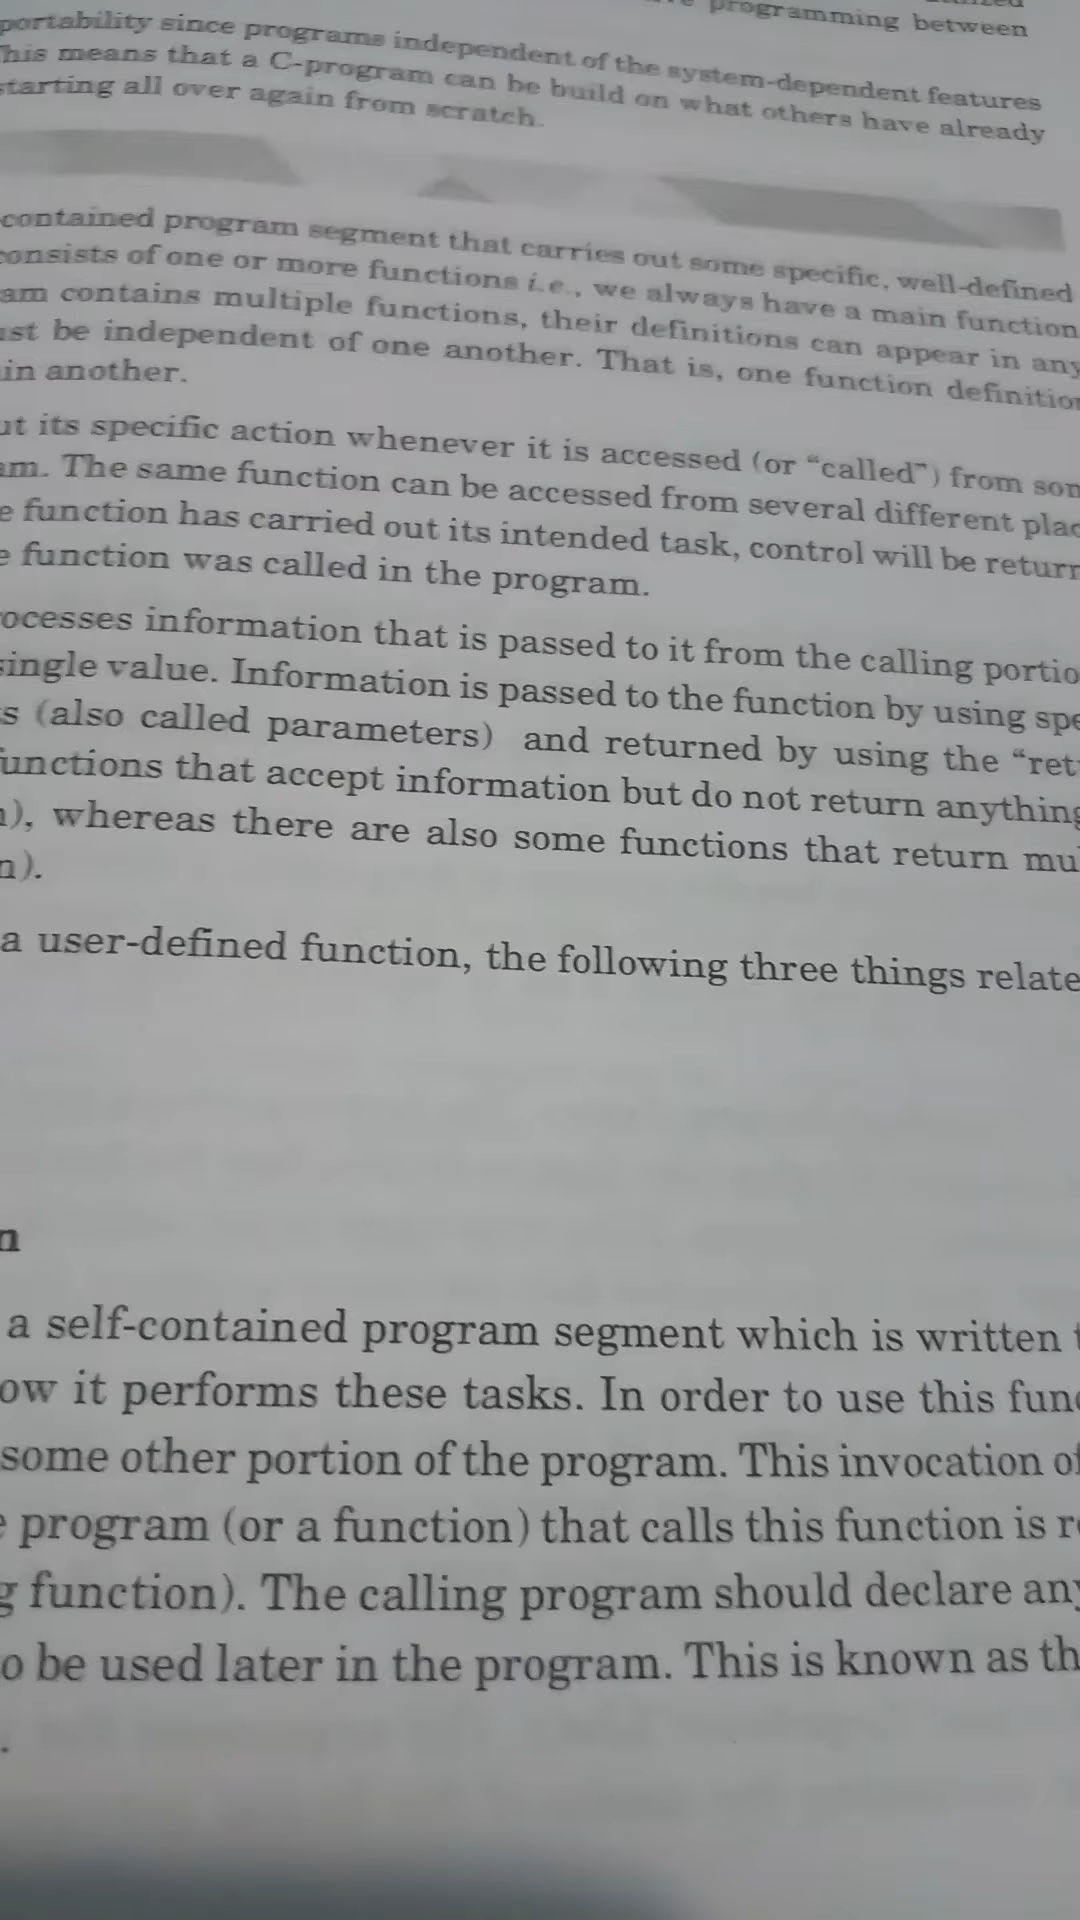 programming between
portability since programs independent of the system-dependent features
his means that a C-program can be build on what others have already
starting all over again from scratch.
contained program segment that carries out some specific, well-defined
consists of one or more functions i.e., we always have a main function
am contains multiple functions, their definitions can appear in any
ust be independent of one another. That is, one function definition
in another.
ut its specific action whenever it is accessed (or “called”) from som
am. The same function can be accessed from several different plac
e function has carried out its intended task, control will be return
e function was called in the program.
ocesses information that is passed to it from the calling portio
single value. Information is passed to the function by using spe
s (also called parameters) and returned by using the “ret
unctions that accept information but do not return anything
n), whereas there are also some functions that return mu
n).
a user-defined function, the following three things relate
n
a self-contained program segment which is written t
ow it performs these tasks. In order to use this func
some other portion of the program. This invocation of
e program (or a function) that calls this function is re
g function). The calling program should declare any
o be used later in the program. This is known as th
.